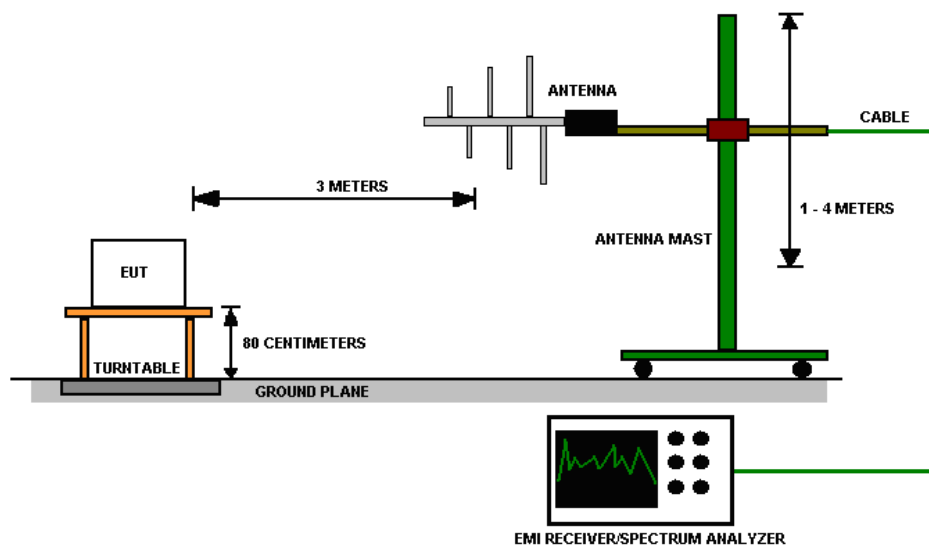 ANTENNA
CABLE
3 METERS
1 - 4 METERS
ANTENNA MAST
EUT
80 CENTIMETERS
TURNTABLE
GROUND PLANE
EMI RECEIVER/SPECTRUM ANALYZER